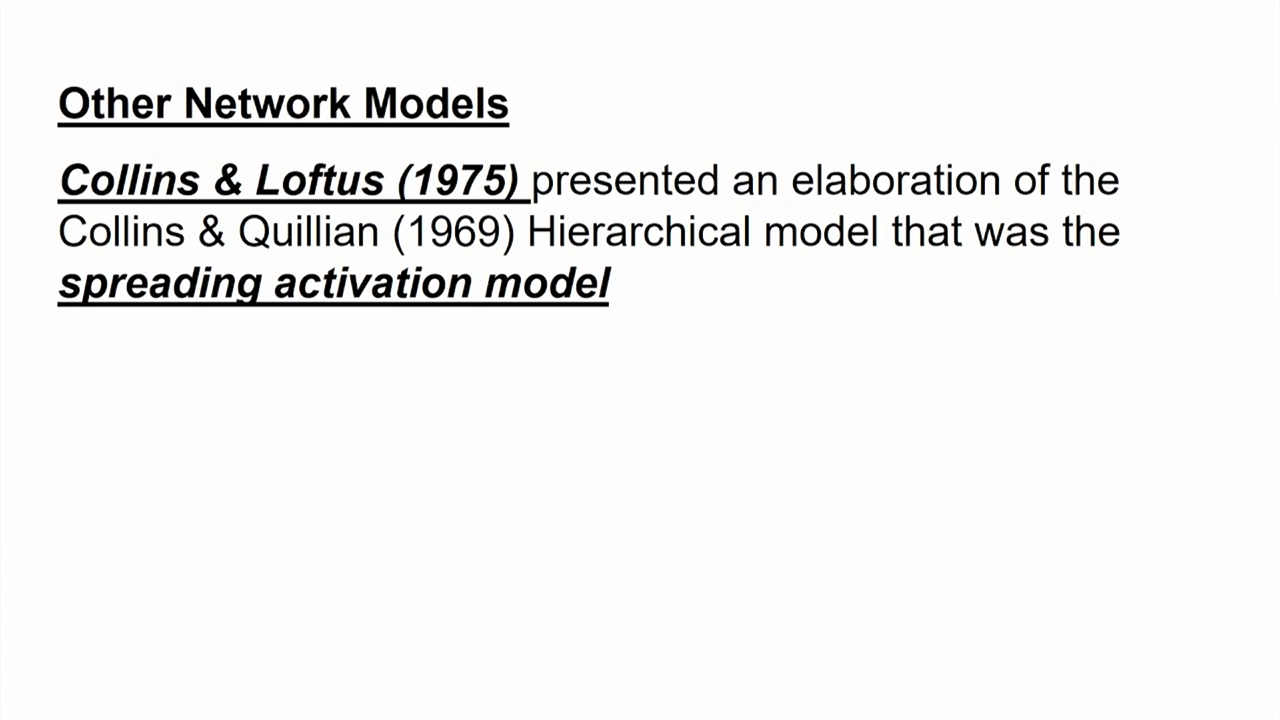 Other Network Models
Collins & Loftus (1975) presented an elaboration of the
Collins & Quillian (1969) Hierarchical model that was the
spreading activation model